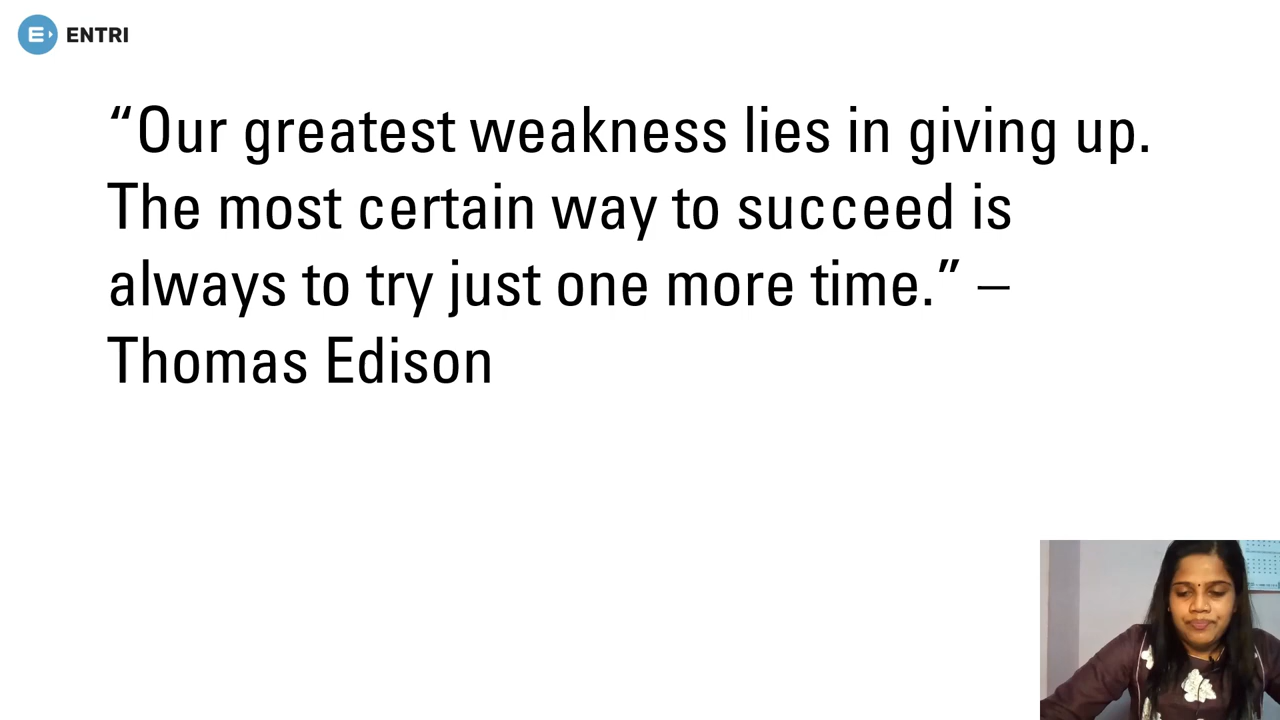 ENTRI
“Our greatest weakness lies in giving up.
The most certain way to succeed is
always to try just one more time.” –
Thomas Edison